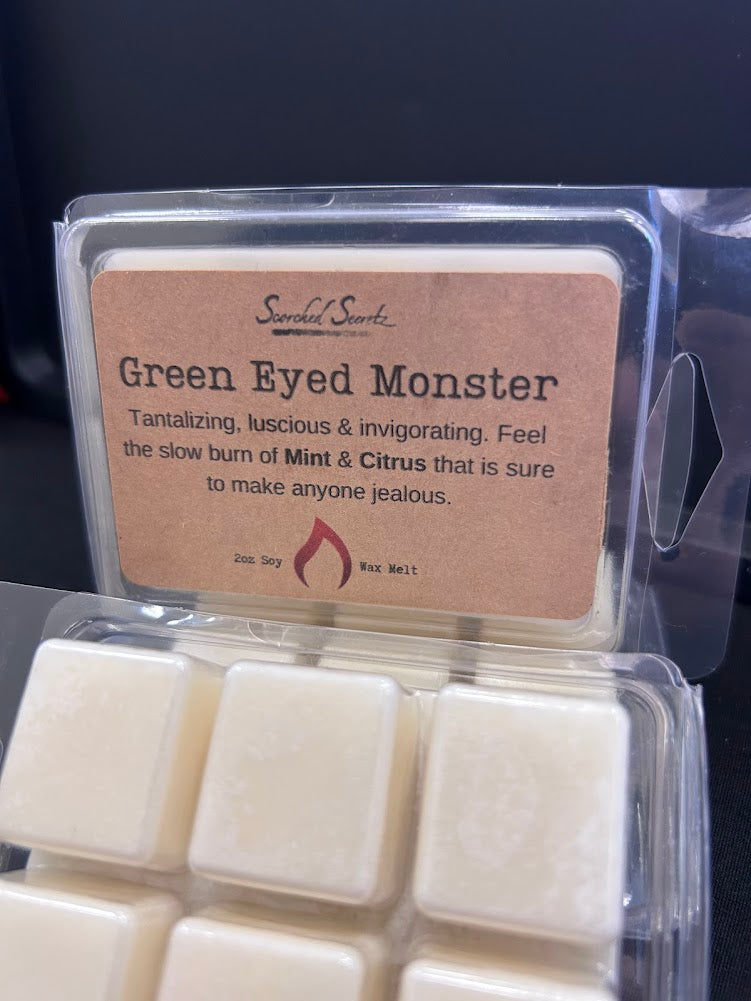 Scorched Secretz
Green Eyed Monster
Tantalizing, luscious & invigorating. Feel
the slow burn of Mint & Citrus that is sure
to make anyone jealous.
2oz Soy Wax Melt